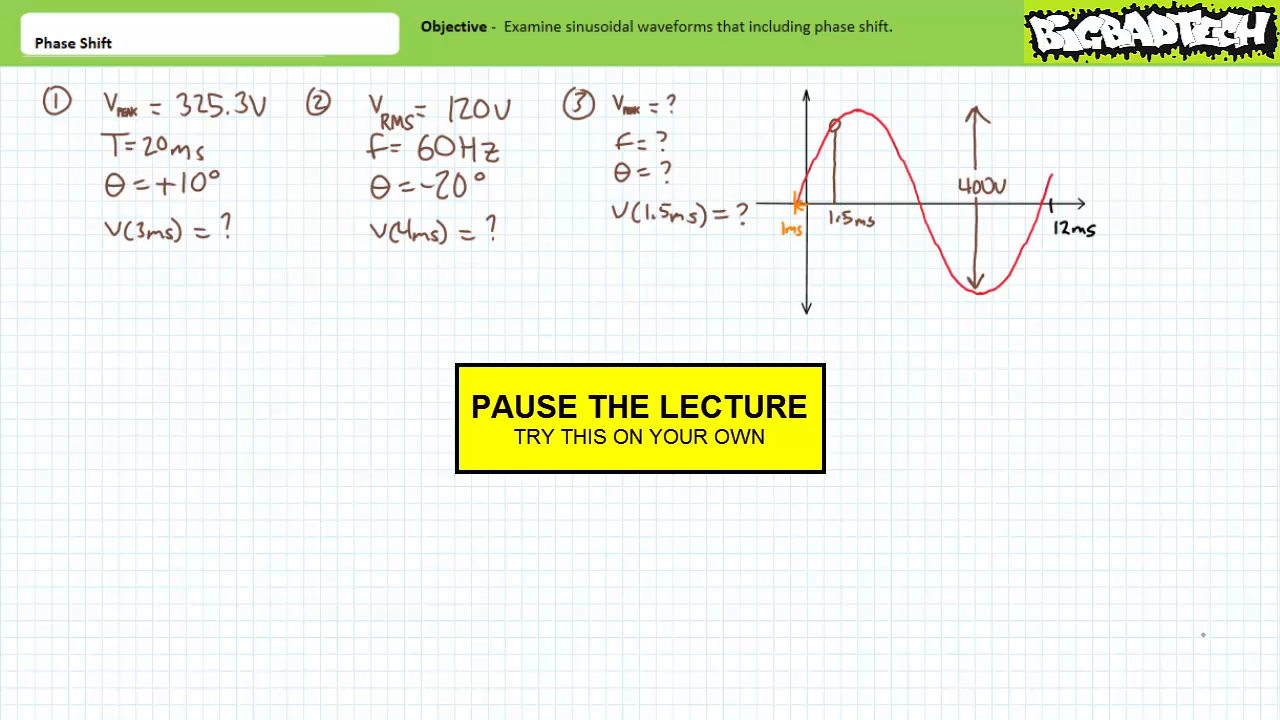 Phase Shift
Objective - Examine sinusoidal waveforms that including phase shift.
BIGBADTECH
① VPEAK = 325.3V
T=20ms
θ=+10°
v(3ms) = ?
② VRMS = 120V
f= 60Hz
θ=-20°
v(4ms) = ?
③ VPEAK = ?
f= ?
θ= ?
v(1.5ms)= ?
400V
1ms
1.5ms
12ms
PAUSE THE LECTURE
TRY THIS ON YOUR OWN